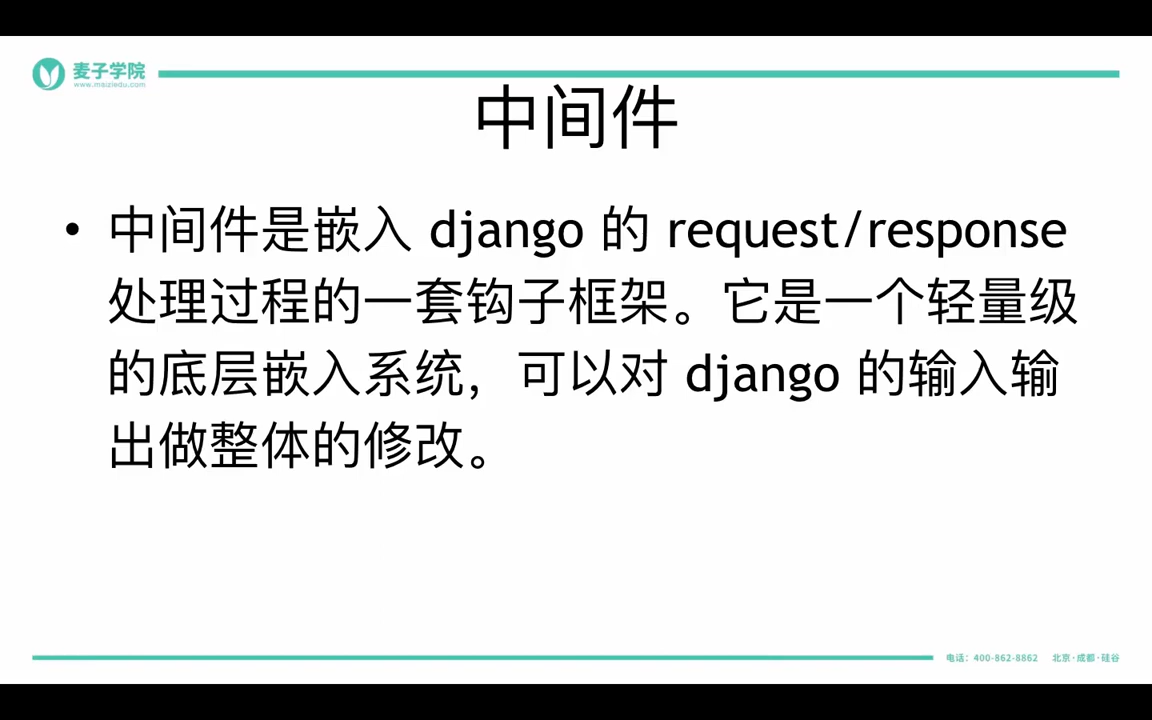 麦子学院
www.maiziedu.com
中间件
• 中间件是嵌入 django 的 request/response
处理过程的一套钩子框架。它是一个轻量级
的底层嵌入系统，可以对 django 的输入输
出做整体的修改。
电话：400-862-8862 北京·成都·硅谷